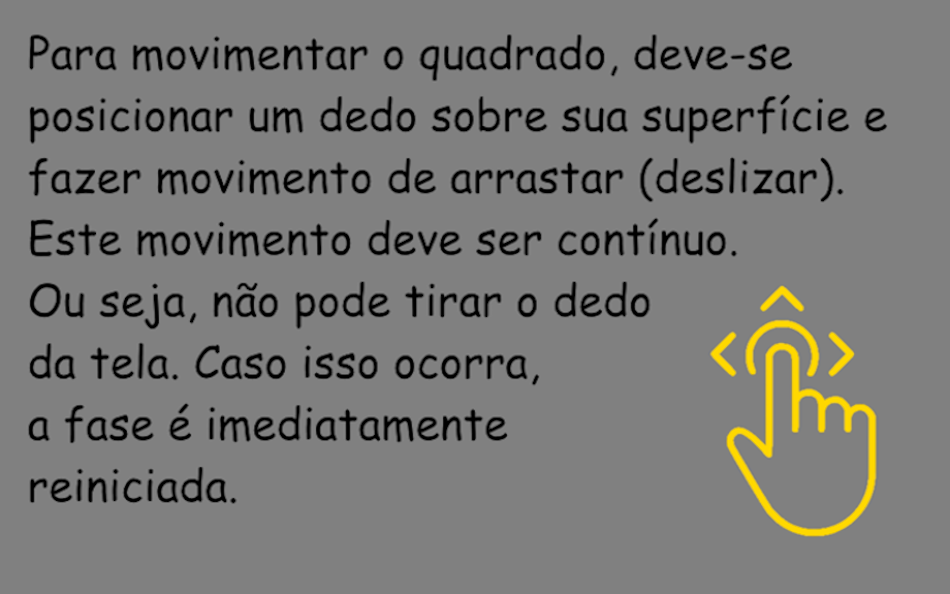 Para movimentar o quadrado, deve-se
posicionar um dedo sobre sua superfície e
fazer movimento de arrastar (deslizar).
Este movimento deve ser contínuo.
Ou seja, não pode tirar o dedo
da tela. Caso isso ocorra,
a fase é imediatamente
reiniciada.